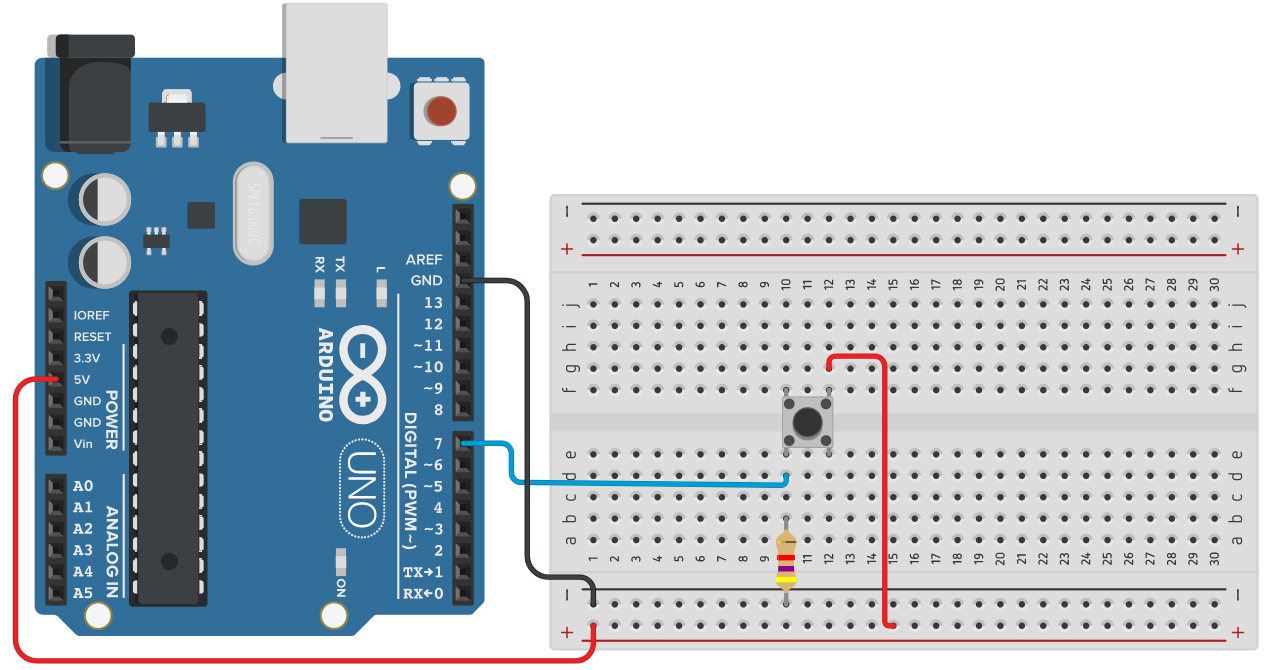 SPK16.000G
RX
TX
L
AREF
GND
13
12
~11
~10
~9
8
7
~6
~5
4
~3
2
TX→1
RX←0
DIGITAL (PWM ~)
IOREF
RESET
3.3V
5V
GND
GND
Vin
POWER
A0
A1
A2
A3
A4
A5
ANALOG IN
ARDUINO
UNO
ON
− −
+ +
1 2 3 4 5 6 7 8 9 10 11 12 13 14 15 16 17 18 19 20 21 22 23 24 25 26 27 28 29 30
j j
i i
h h
g g
f f
e e
d d
c c
b b
a a
1 2 3 4 5 6 7 8 9 10 11 12 13 14 15 16 17 18 19 20 21 22 23 24 25 26 27 28 29 30
− −
+ +